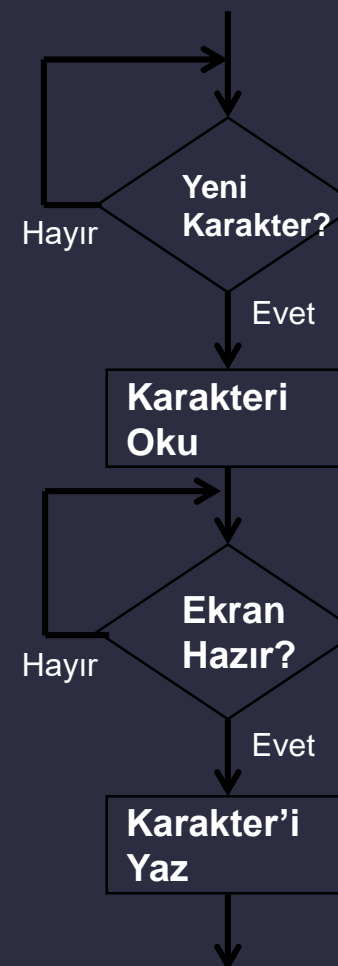 Yeni
Karakter?
Hayır
Evet
Karakteri
Oku
Ekran
Hazır?
Hayır
Evet
Karakter’i
Yaz